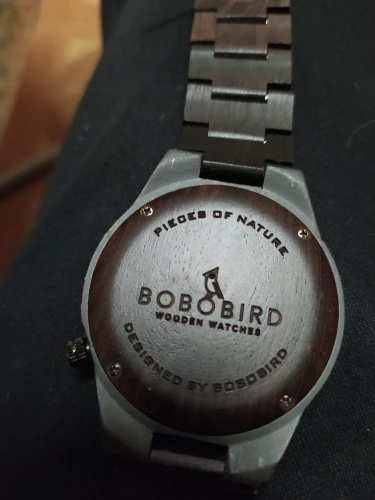 PIECES OF NATURE
BOBOBIRD
WOODEN WATCHES
DESIGNED BY BOBOBIRD